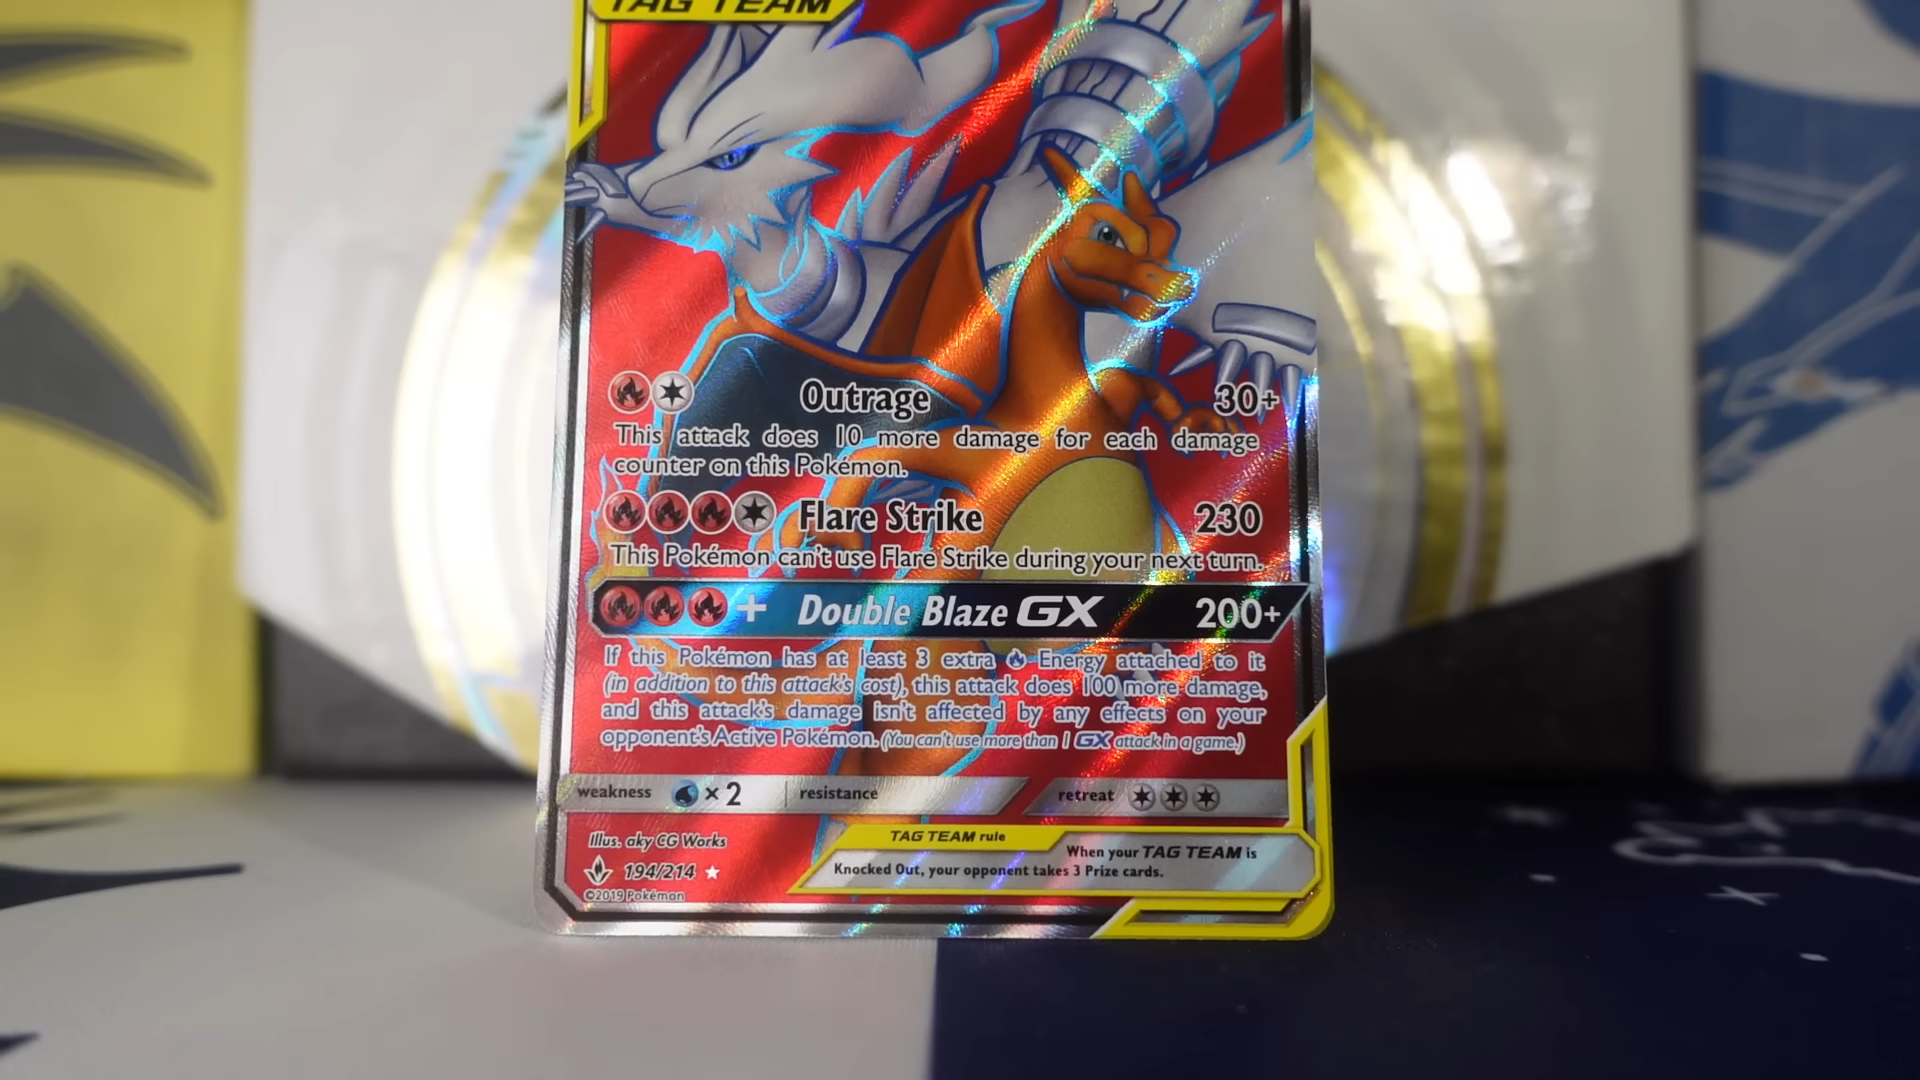 TAG TEAM
Outrage 30+
This attack does 10 more damage for each damage
counter on this Pokémon.
Flare Strike 230
This Pokémon can't use Flare Strike during your next turn.
+ Double Blaze GX 200+
If this Pokémon has at least 3 extra Energy attached to it
(in addition to this attack's cost), this attack does 100 more damage,
and this attack's damage isn't affected by any effects on your
opponent's Active Pokémon. (You can't use more than 1 GX attack in a game.)
weakness ×2 resistance retreat
Illus. aky CG Works
TAG TEAM rule
When your TAG TEAM is
Knocked Out, your opponent takes 3 Prize cards.
194/214
©2019 Pokémon